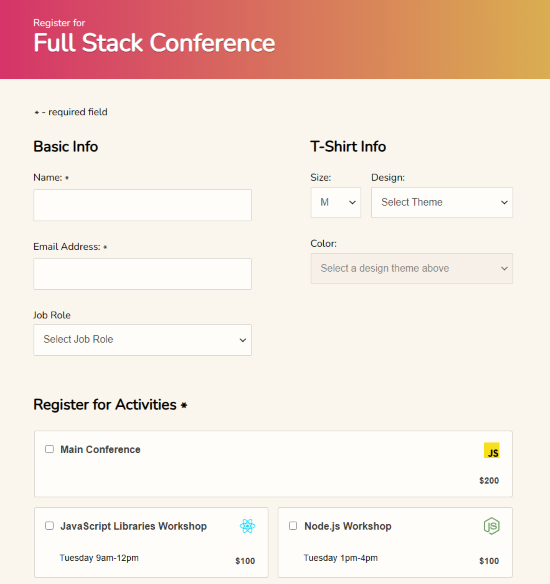 Register for
Full Stack Conference
* - required field
Basic Info
Name: *
Email Address: *
Job Role
Select Job Role
T-Shirt Info
Size:
M
Design:
Select Theme
Color:
Select a design theme above
Register for Activities *
Main Conference
JS
$200
JavaScript Libraries Workshop
Tuesday 9am-12pm
$100
Node.js Workshop
JS
Tuesday 1pm-4pm
$100